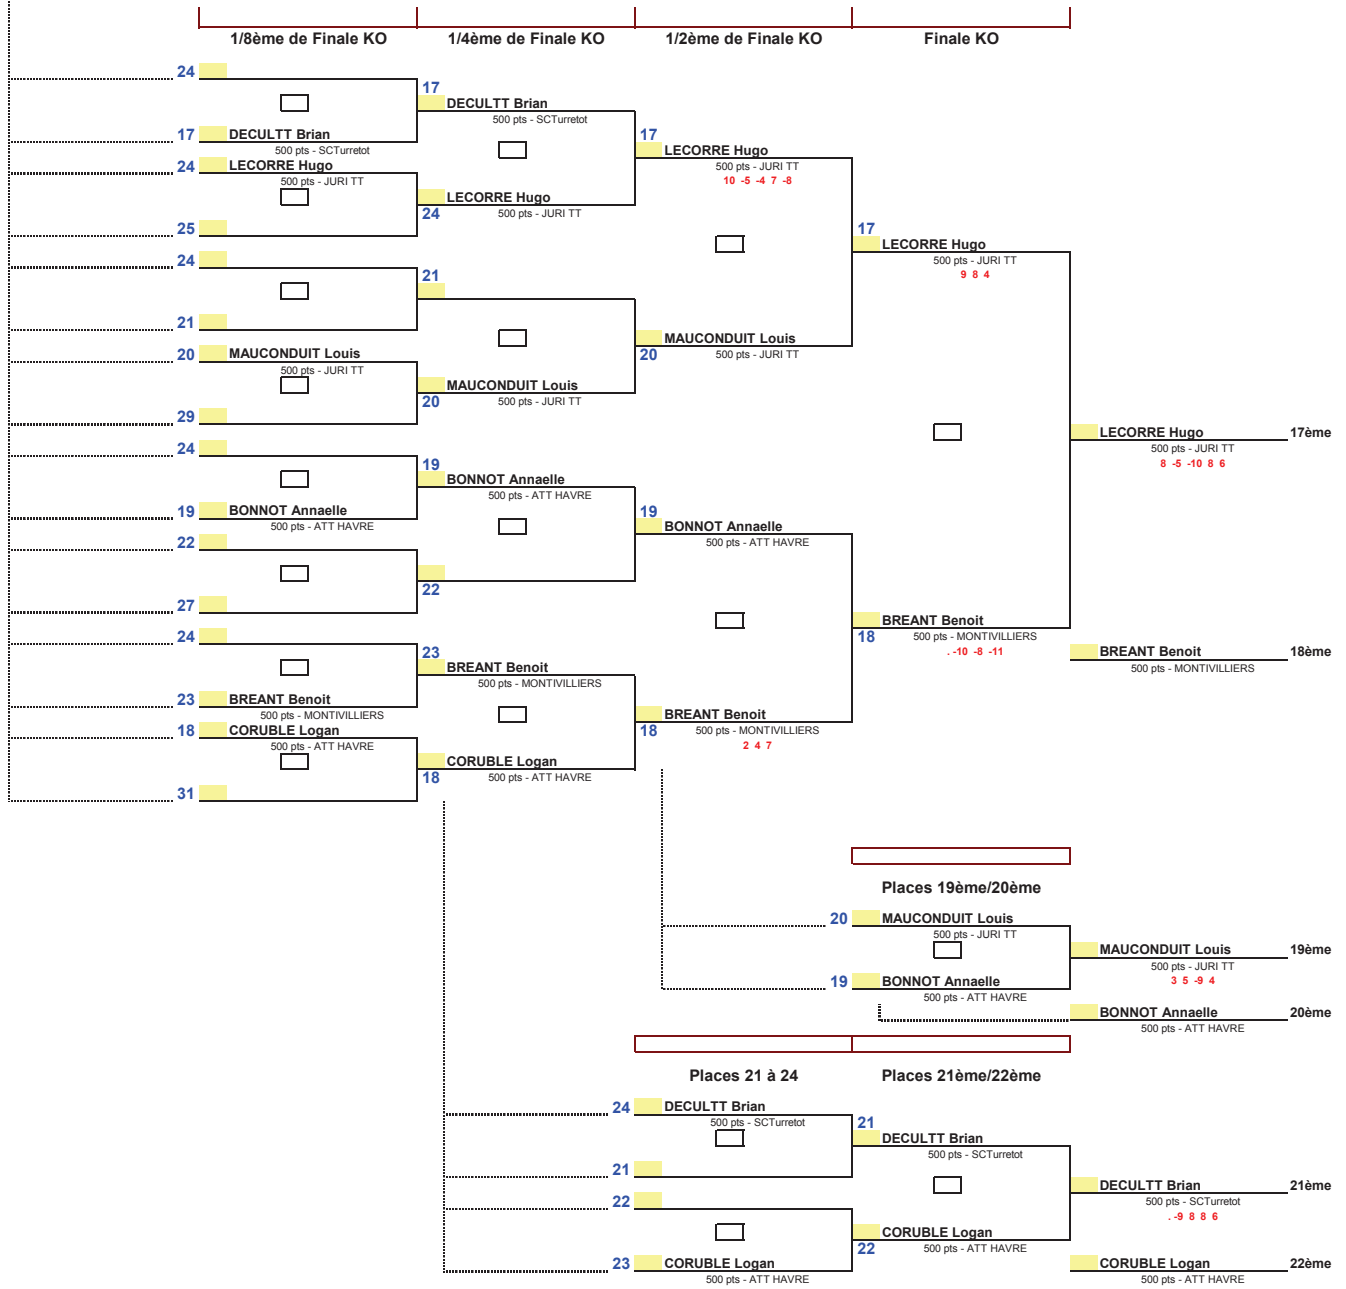 1/8ème de Finale KO 1/4ème de Finale KO 1/2ème de Finale KO Finale KO
24
17
DECULTT Brian
500 pts - SCTurretot
17 DECULTT Brian
500 pts - SCTurretot
17
LECORRE Hugo
500 pts - JURI TT
10 -5 -4 7 -8
24 LECORRE Hugo
500 pts - JURI TT
LECORRE Hugo
24 500 pts - JURI TT
25
17
LECORRE Hugo
500 pts - JURI TT
9 8 4
24
21
21
MAUCONDUIT Louis
20 500 pts - JURI TT
20 MAUCONDUIT Louis
500 pts - JURI TT
MAUCONDUIT Louis
20 500 pts - JURI TT
29
LECORRE Hugo 17ème
500 pts - JURI TT
8 -5 -10 8 6
24
19
BONNOT Annaelle
500 pts - ATT HAVRE
19 BONNOT Annaelle
500 pts - ATT HAVRE
19
BONNOT Annaelle
500 pts - ATT HAVRE
22
22
27
BREANT Benoit
18 500 pts - MONTIVILLIERS
. -10 -8 -11
24
23
BREANT Benoit
500 pts - MONTIVILLIERS
BREANT Benoit 18ème
500 pts - MONTIVILLIERS
23 BREANT Benoit
500 pts - MONTIVILLIERS
BREANT Benoit
18 500 pts - MONTIVILLIERS
2 4 7
18 CORUBLE Logan
500 pts - ATT HAVRE
CORUBLE Logan
18 500 pts - ATT HAVRE
31
Places 19ème/20ème
20 MAUCONDUIT Louis
500 pts - JURI TT
MAUCONDUIT Louis 19ème
500 pts - JURI TT
3 5 -9 4
19 BONNOT Annaelle
500 pts - ATT HAVRE
BONNOT Annaelle 20ème
500 pts - ATT HAVRE
Places 21 à 24 Places 21ème/22ème
24 DECULTT Brian
500 pts - SCTurretot
21
DECULTT Brian
500 pts - SCTurretot
21
DECULTT Brian 21ème
500 pts - SCTurretot
. -9 8 8 6
22
CORUBLE Logan
22 500 pts - ATT HAVRE
23 CORUBLE Logan
500 pts - ATT HAVRE
CORUBLE Logan 22ème
500 pts - ATT HAVRE